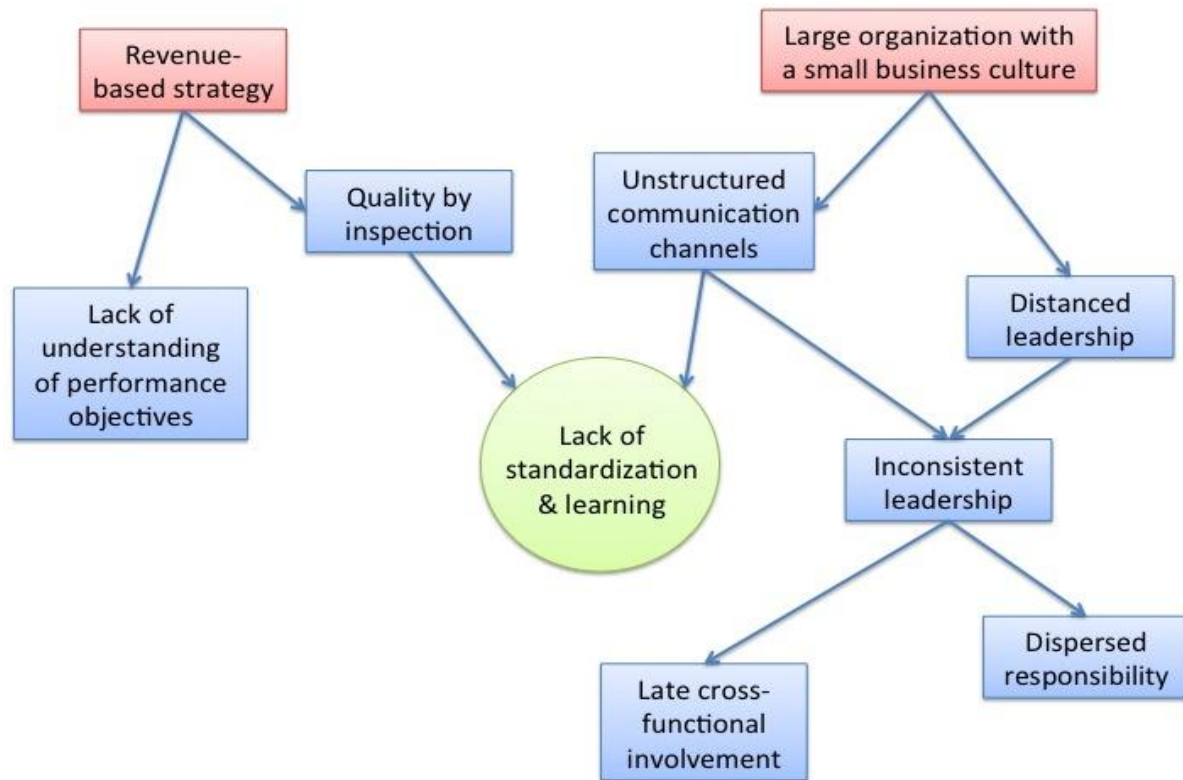 Revenue-
based strategy
Large organization with
a small business culture
Quality by
inspection
Unstructured
communication
channels
Lack of
understanding
of performance
objectives
Distanced
leadership
Lack of
standardization
& learning
Inconsistent
leadership
Late cross-
functional
involvement
Dispersed
responsibility